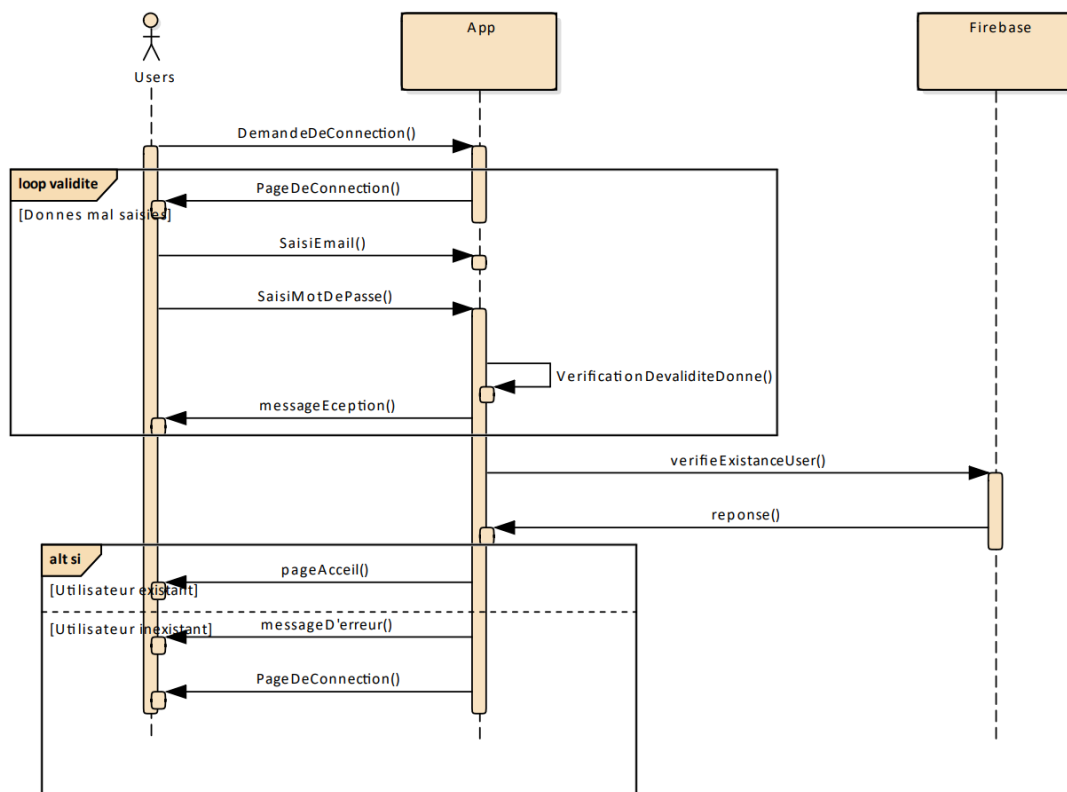 App
Firebase
Users
DemandeDeConnection()
loop validite
PageDeConnection()
[Donnes mal saisies]
SaisiEmail()
SaisiMotDePasse()
VerificationDevaliditeDonne()
messageEception()
verifieExistanceUser()
reponse()
alt si
pageAcceil()
[Utilisateur existant]
[Utilisateur inexistant]
messageD'erreur()
PageDeConnection()